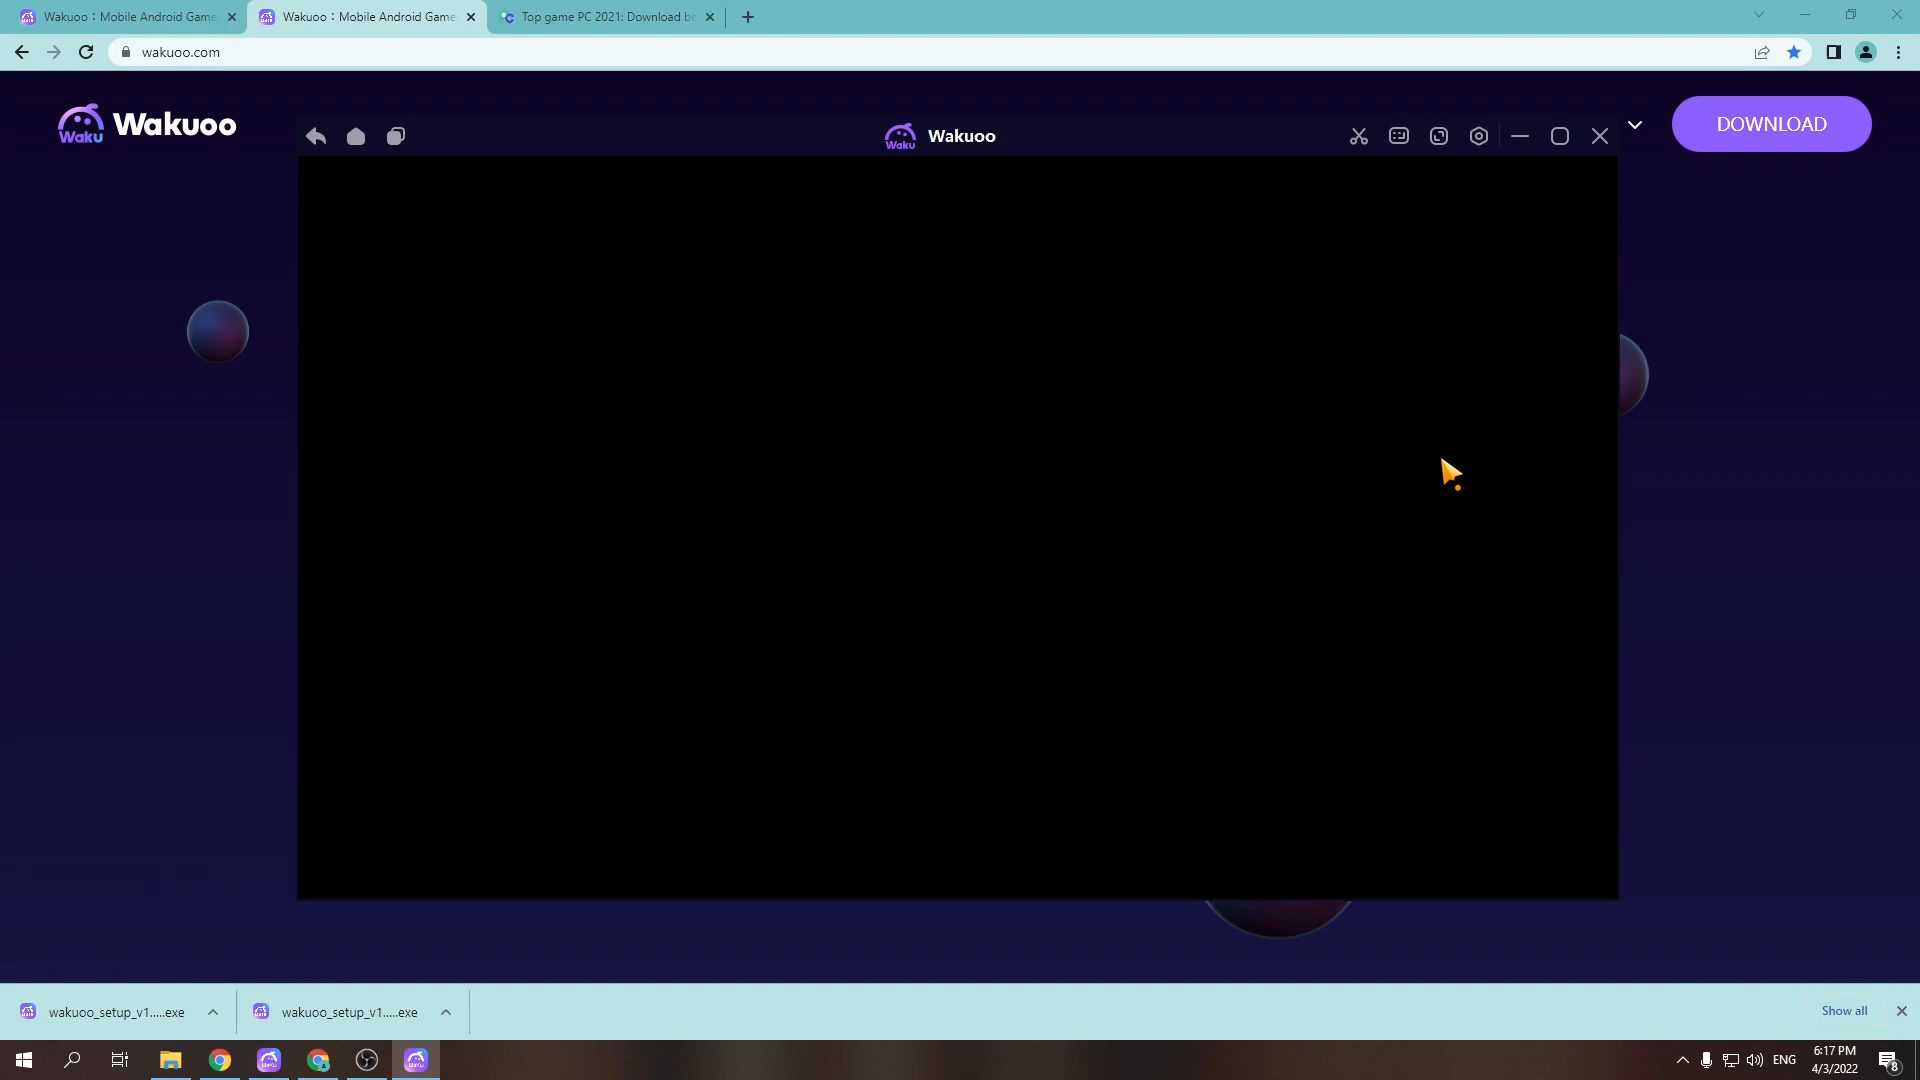 Wakuoo：Mobile Android Game
Wakuoo：Mobile Android Game
Top game PC 2021: Download be
wakuoo.com
Waku
Wakuoo
Waku
Wakuoo
DOWNLOAD
wakuoo_setup_v1.....exe
wakuoo_setup_v1.....exe
Show all
ENG
6:17 PM
4/3/2022
8